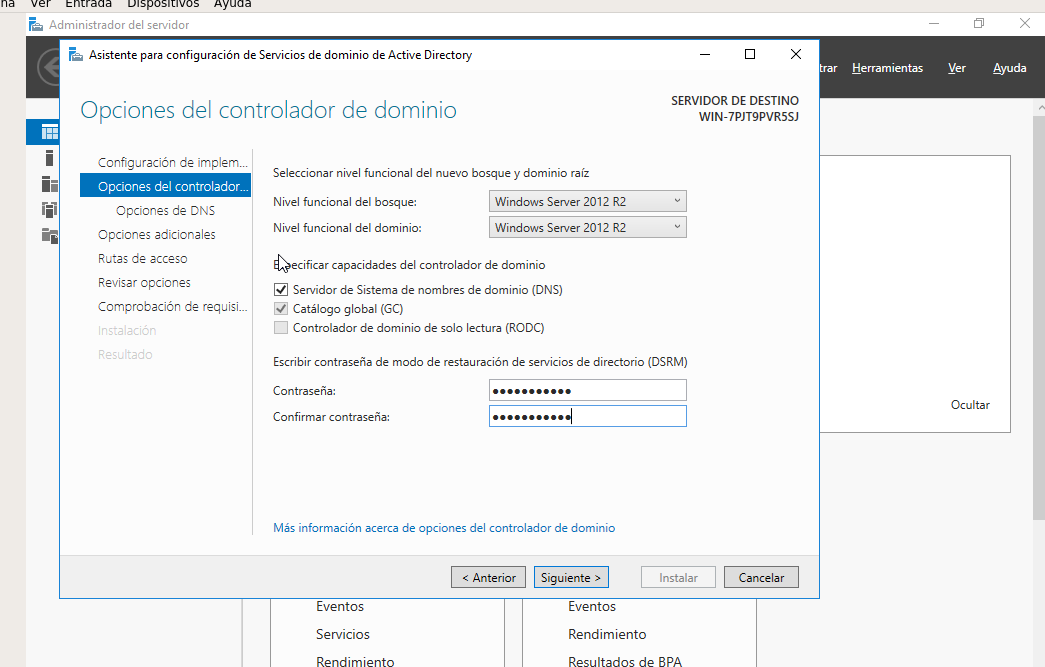 na Ver Entrada Dispositivos Ayuda
Administrador del servidor
trar Herramientas Ver Ayuda
Asistente para configuración de Servicios de dominio de Active Directory
Opciones del controlador de dominio
SERVIDOR DE DESTINO
WIN-7PJT9PVR5SJ
Configuración de implem...
Opciones del controlador...
Opciones de DNS
Opciones adicionales
Rutas de acceso
Revisar opciones
Comprobación de requisi...
Instalación
Resultado
Seleccionar nivel funcional del nuevo bosque y dominio raíz
Nivel funcional del bosque: Windows Server 2012 R2
Nivel funcional del dominio: Windows Server 2012 R2
Especificar capacidades del controlador de dominio
Servidor de Sistema de nombres de dominio (DNS)
Catálogo global (GC)
Controlador de dominio de solo lectura (RODC)
Escribir contraseña de modo de restauración de servicios de directorio (DSRM)
Contraseña: ●●●●●●●●●●●
Confirmar contraseña: ●●●●●●●●●●●
Más información acerca de opciones del controlador de dominio
< Anterior Siguiente > Instalar Cancelar
Ocultar
Eventos Eventos
Servicios Rendimiento
Rendimiento Resultados de BPA